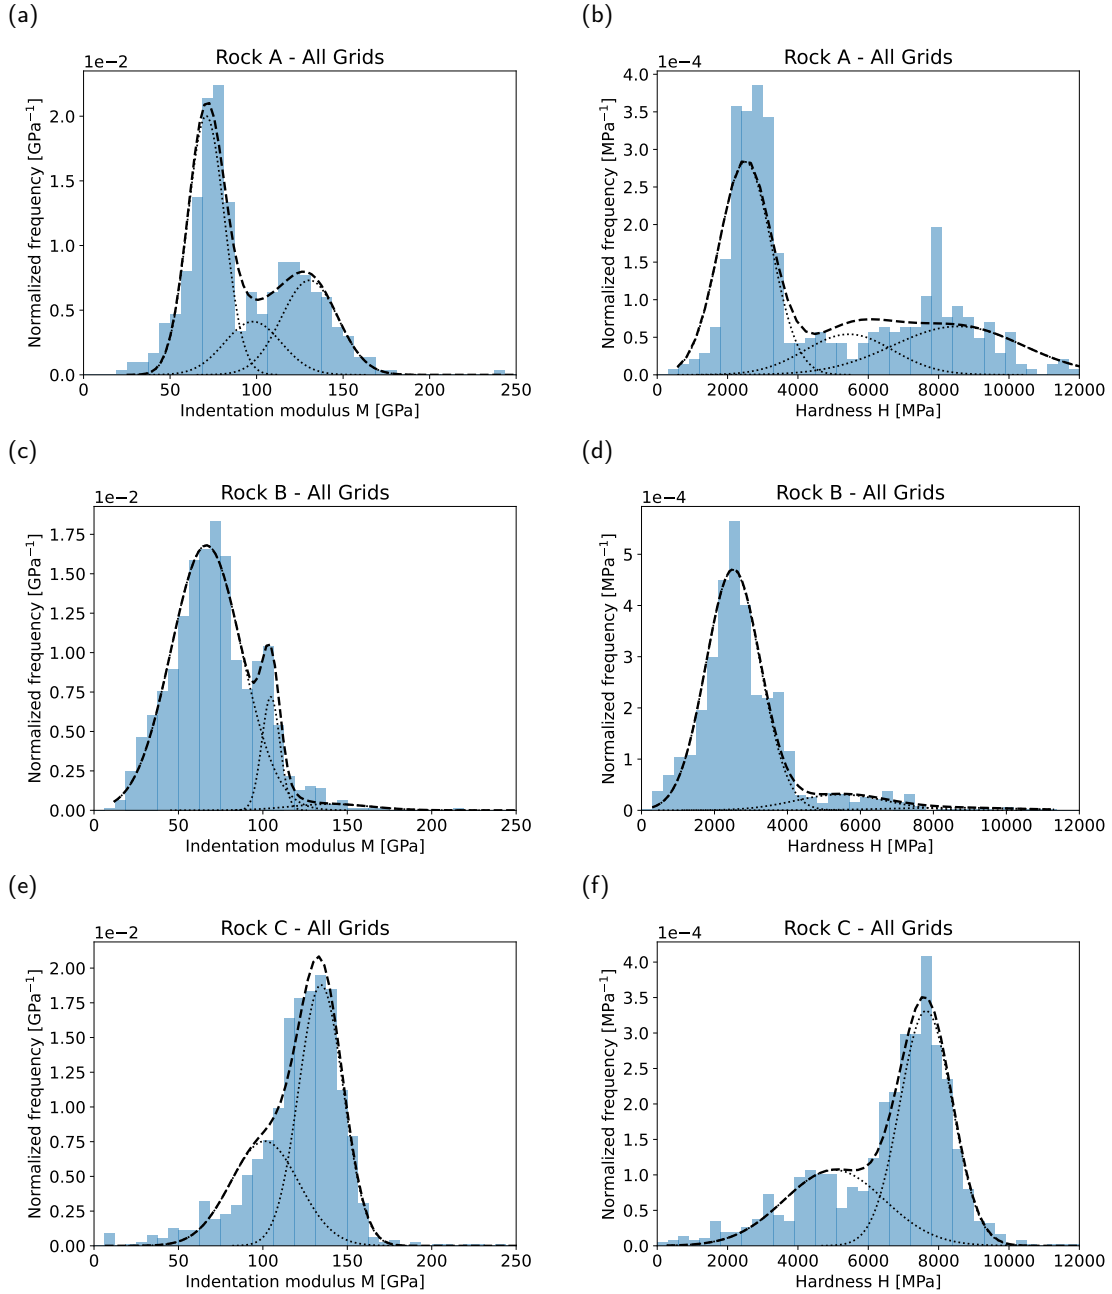 (a)
1e−2
Rock A - All Grids
Normalized frequency [GPa⁻¹]
2.0
1.5
1.0
0.5
0.0
0 50 100 150 200 250
Indentation modulus M [GPa]
(b)
1e−4
Rock A - All Grids
Normalized frequency [MPa⁻¹]
4.0
3.5
3.0
2.5
2.0
1.5
1.0
0.5
0.0
0 2000 4000 6000 8000 10000 12000
Hardness H [MPa]
(c)
1e−2
Rock B - All Grids
Normalized frequency [GPa⁻¹]
1.75
1.50
1.25
1.00
0.75
0.50
0.25
0.00
0 50 100 150 200 250
Indentation modulus M [GPa]
(d)
1e−4
Rock B - All Grids
Normalized frequency [MPa⁻¹]
5
4
3
2
1
0
0 2000 4000 6000 8000 10000 12000
Hardness H [MPa]
(e)
1e−2
Rock C - All Grids
Normalized frequency [GPa⁻¹]
2.00
1.75
1.50
1.25
1.00
0.75
0.50
0.25
0.00
0 50 100 150 200 250
Indentation modulus M [GPa]
(f)
1e−4
Rock C - All Grids
Normalized frequency [MPa⁻¹]
4.0
3.5
3.0
2.5
2.0
1.5
1.0
0.5
0.0
0 2000 4000 6000 8000 10000 12000
Hardness H [MPa]